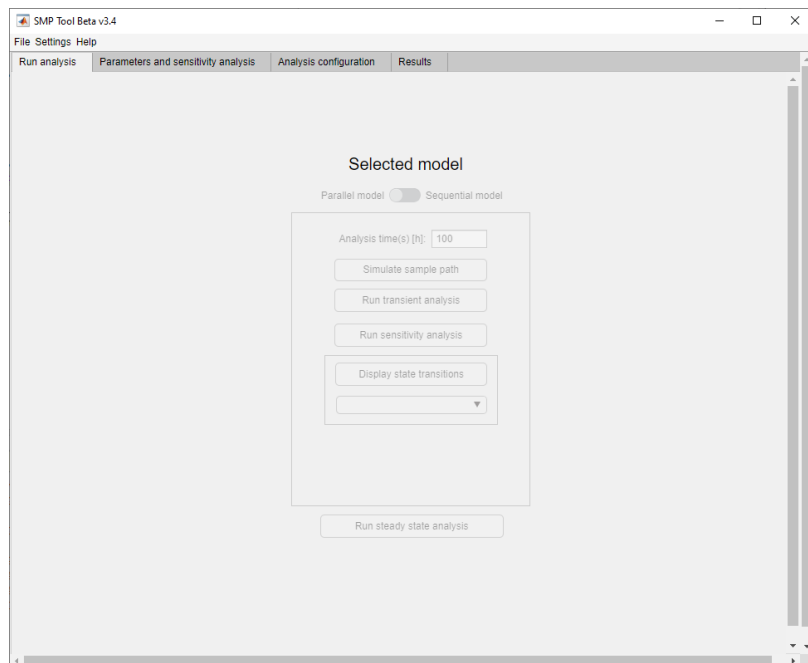 SMP Tool Beta v3.4
File Settings Help
Run analysis Parameters and sensitivity analysis Analysis configuration Results
Selected model
Parallel model Sequential model
Analysis time(s) [h]: 100
Simulate sample path
Run transient analysis
Run sensitivity analysis
Display state transitions
Run steady state analysis